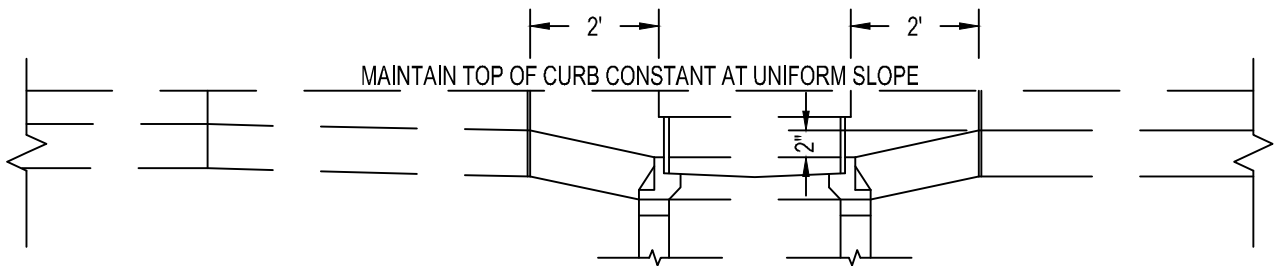 2' 2'
MAINTAIN TOP OF CURB CONSTANT AT UNIFORM SLOPE
2"